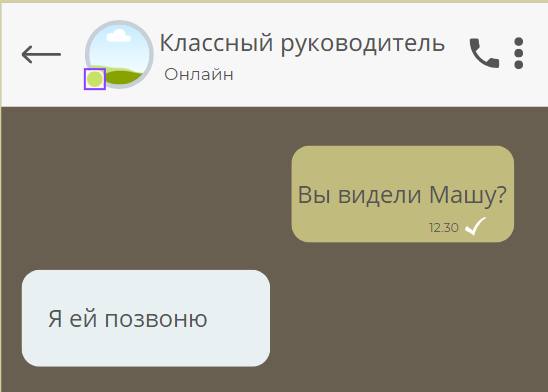 Классный руководитель
Онлайн
Вы видели Машу?
12.30
Я ей позвоню